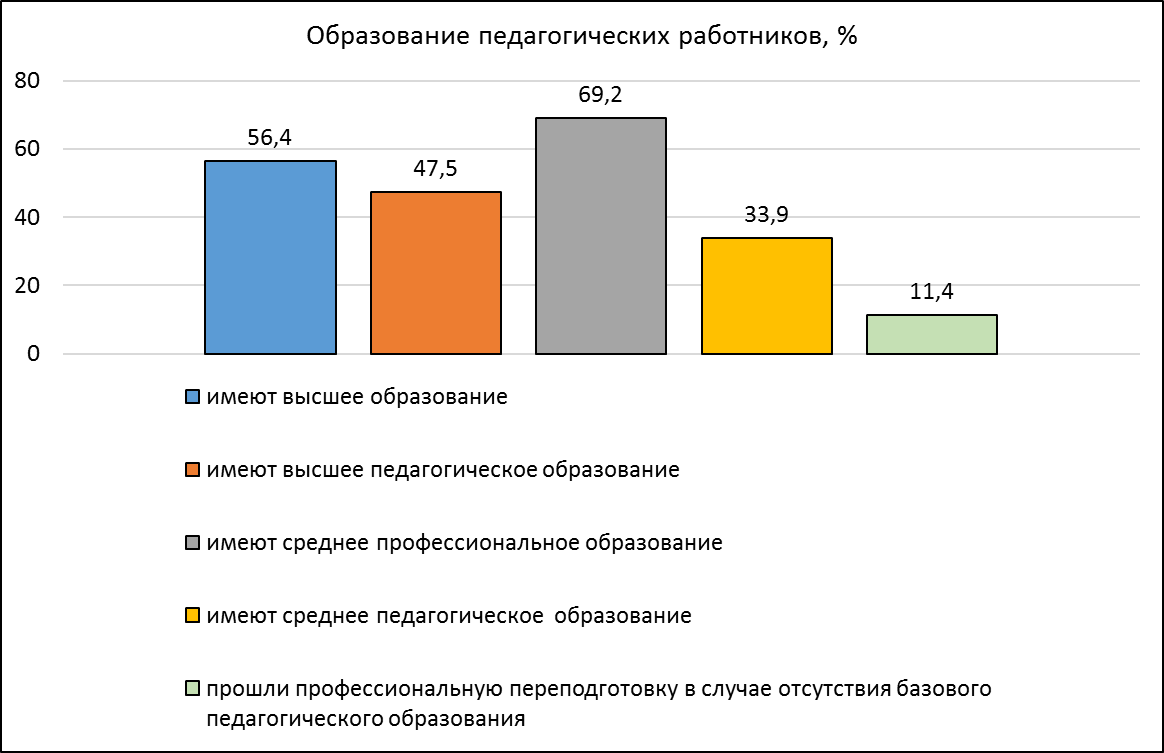 Образование педагогических работников, %
80
60
40
20
0
56,4
47,5
69,2
33,9
11,4
имеют высшее образование
имеют высшее педагогическое образование
имеют среднее профессиональное образование
имеют среднее педагогическое образование
прошли профессиональную переподготовку в случае отсутствия базового
педагогического образования